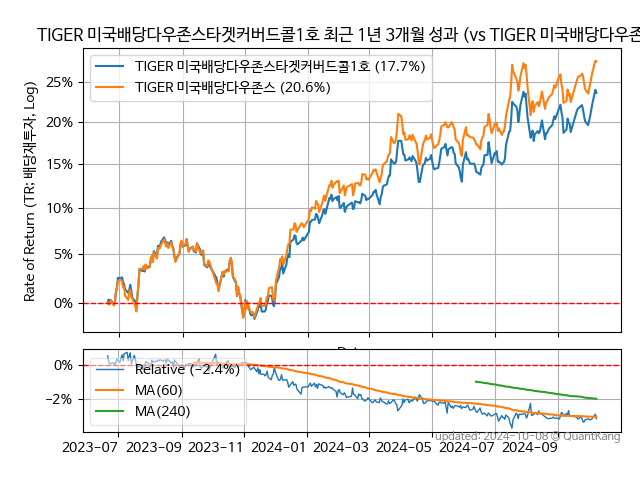 TIGER 미국배당다우존스타겟커버드콜1호 최근 1년 3개월 성과 (vs TIGER 미국배당다우존
TIGER 미국배당다우존스타겟커버드콜1호 (17.7%)
TIGER 미국배당다우존스 (20.6%)
Rate of Return (TR: 배당재투자, Log)
25%
20%
15%
10%
5%
0%
0%
−2%
Relative (−2.4%)
MA(60)
MA(240)
2023-07
2023-09
2023-11
2024-01
2024-03
2024-05
2024-07
2024-09
updated: 2024-10-08 © QuantKang